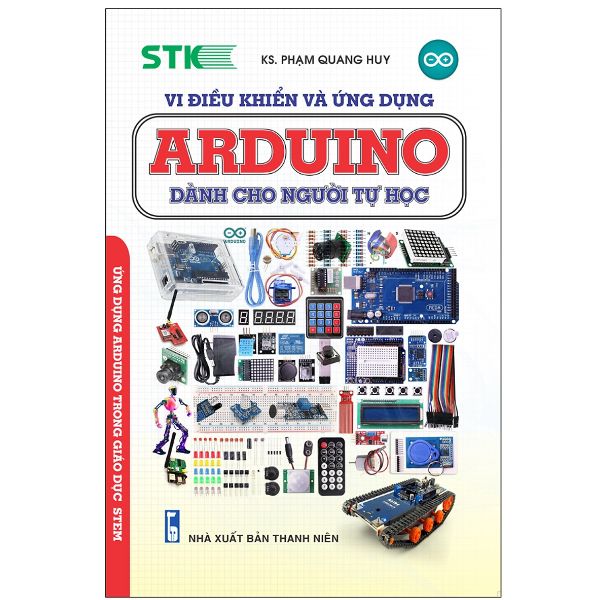 STK
KS. PHẠM QUANG HUY
VI ĐIỀU KHIỂN VÀ ỨNG DỤNG
ARDUINO
DÀNH CHO NGƯỜI TỰ HỌC
ARDUINO
ỨNG DỤNG ARDUINO TRONG GIÁO DỤC STEM
NHÀ XUẤT BẢN THANH NIÊN